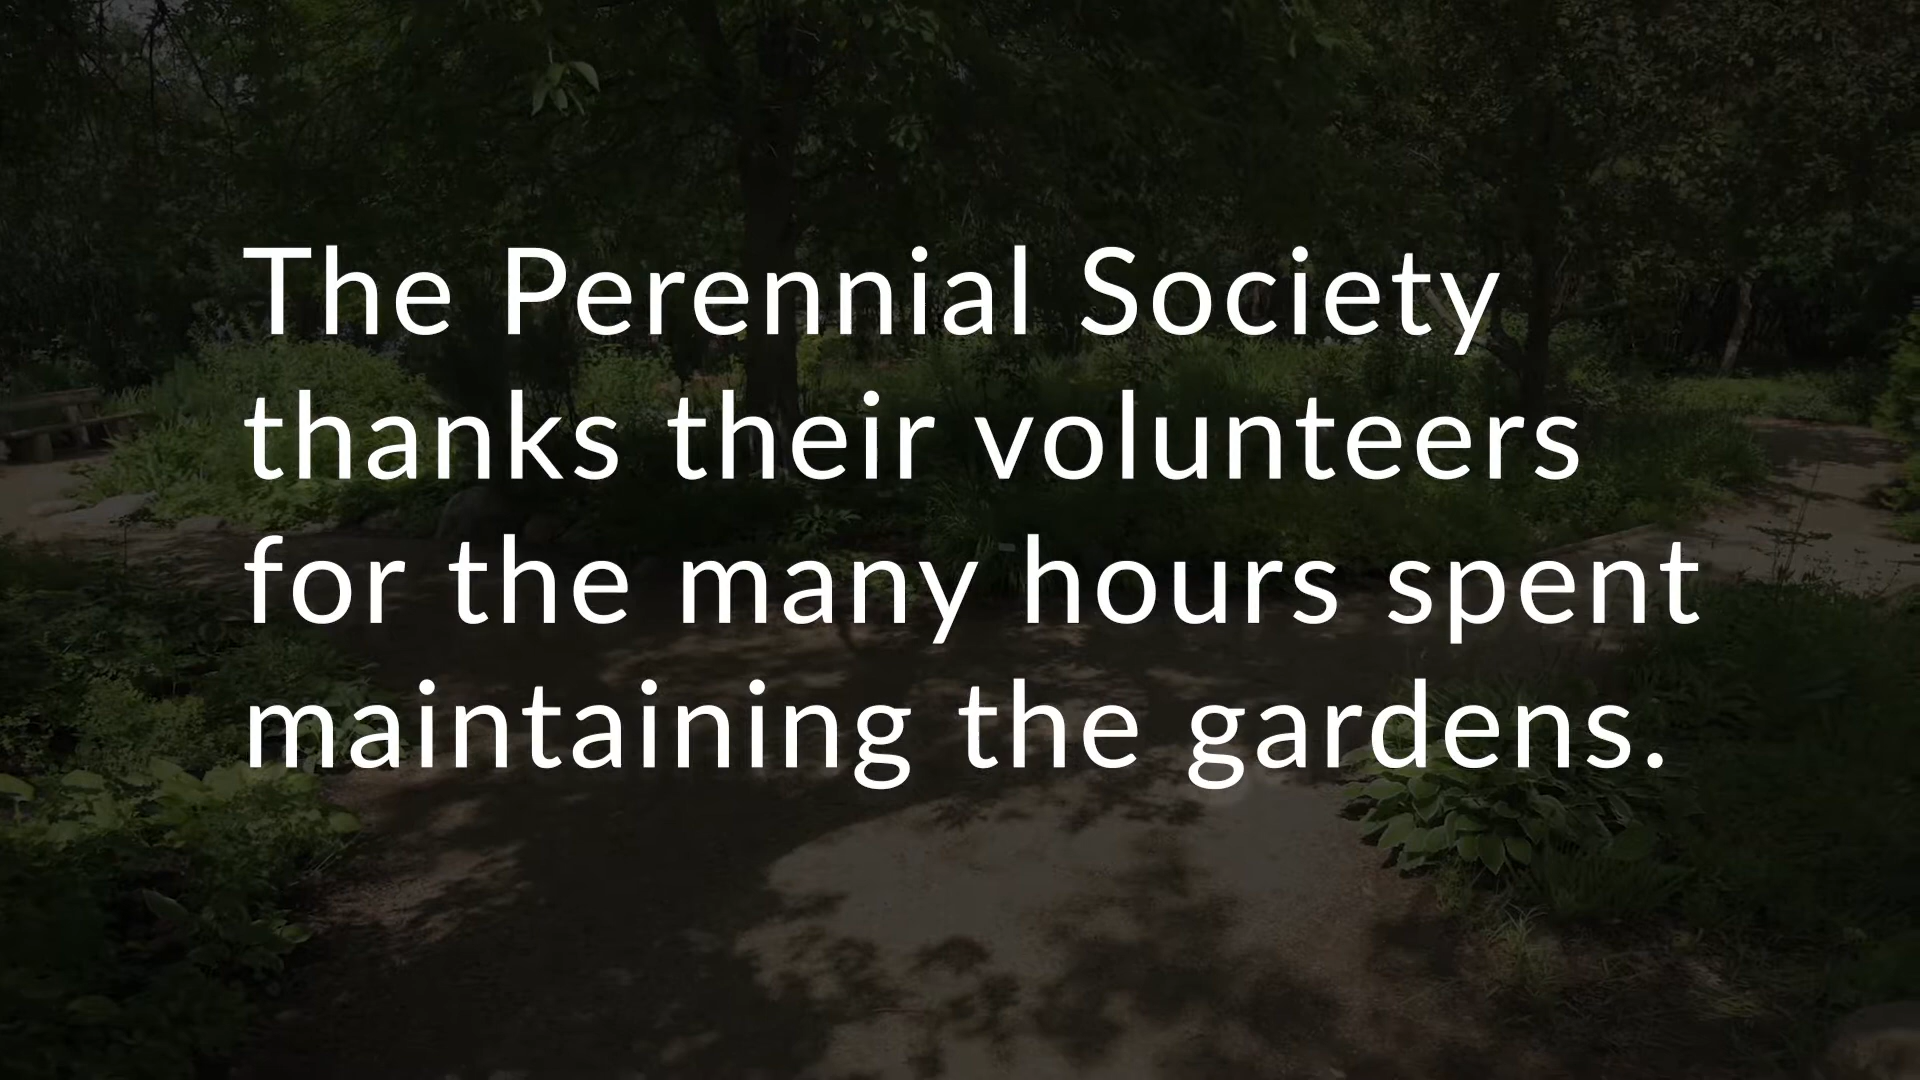 The Perennial Society
thanks their volunteers
for the many hours spent
maintaining the gardens.